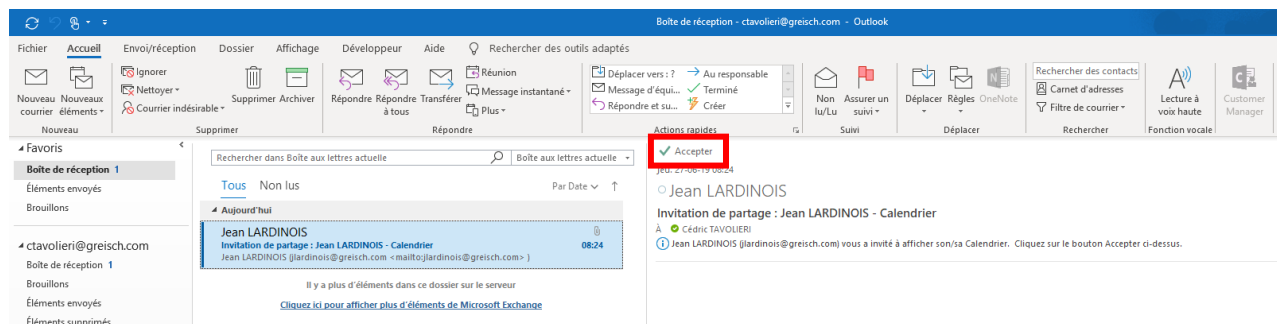 Boîte de réception - ctavolieri@greisch.com - Outlook
Fichier Accueil Envoi/réception Dossier Affichage Développeur Aide Rechercher des outils adaptés
Nouveau courrier
Nouveaux éléments
Nouveau
Ignorer
Nettoyer
Courrier indésirable
Supprimer Archiver
Supprimer
Répondre
Répondre à tous
Transférer
Réunion
Message instantané
Plus
Répondre
Déplacer vers : ?
Message d'équi...
Répondre et su...
Au responsable
Terminé
Créer
Actions rapides
Non lu/Lu
Assurer un suivi
Suivi
Déplacer Règles OneNote
Déplacer
Rechercher des contacts
Carnet d'adresses
Filtre de courrier
Rechercher
Lecture à voix haute
Fonction vocale
Customer Manager
Favoris
Boîte de réception 1
Éléments envoyés
Brouillons
ctavolieri@greisch.com
Boîte de réception 1
Brouillons
Éléments envoyés
Éléments supprimés
Rechercher dans Boîte aux lettres actuelle Boîte aux lettres actuelle
Tous Non lus Par Date
Aujourd'hui
Jean LARDINOIS
Invitation de partage : Jean LARDINOIS - Calendrier 08:24
Jean LARDINOIS (jlardinois@greisch.com <mailto:jlardinois@greisch.com> )
Il y a plus d'éléments dans ce dossier sur le serveur
Cliquez ici pour afficher plus d'éléments de Microsoft Exchange
Accepter
jeu. 27-06-19 08:24
Jean LARDINOIS
Invitation de partage : Jean LARDINOIS - Calendrier
À Cédric TAVOLIERI
Jean LARDINOIS (jlardinois@greisch.com) vous a invité à afficher son/sa Calendrier. Cliquez sur le bouton Accepter ci-dessus.